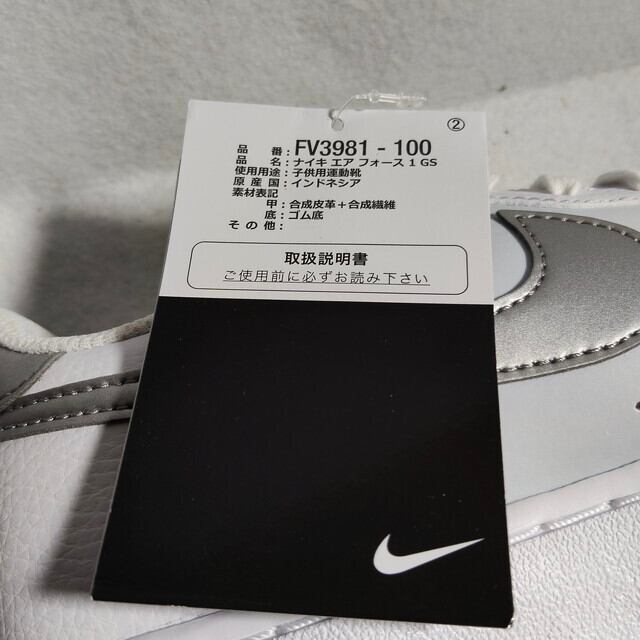 ②
品番：FV3981 - 100
品名：ナイキ エア フォース 1 GS
使用用途：子供用運動靴
原産国：インドネシア
素材表記
甲：合成皮革＋合成繊維
底：ゴム底
その他：
取扱説明書
ご使用前に必ずお読み下さい